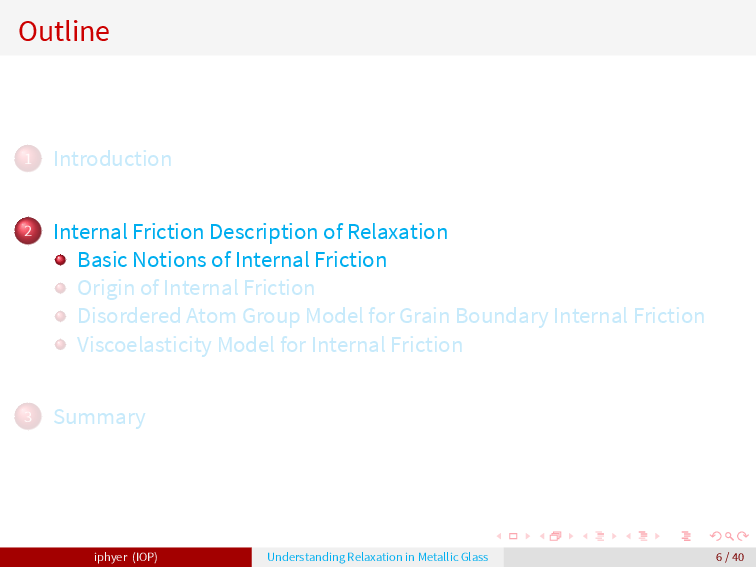 Outline
1 Introduction
2 Internal Friction Description of Relaxation
Basic Notions of Internal Friction
Origin of Internal Friction
Disordered Atom Group Model for Grain Boundary Internal Friction
Viscoelasticity Model for Internal Friction
3 Summary
iphyer (IOP) Understanding Relaxation in Metallic Glass 6 / 40